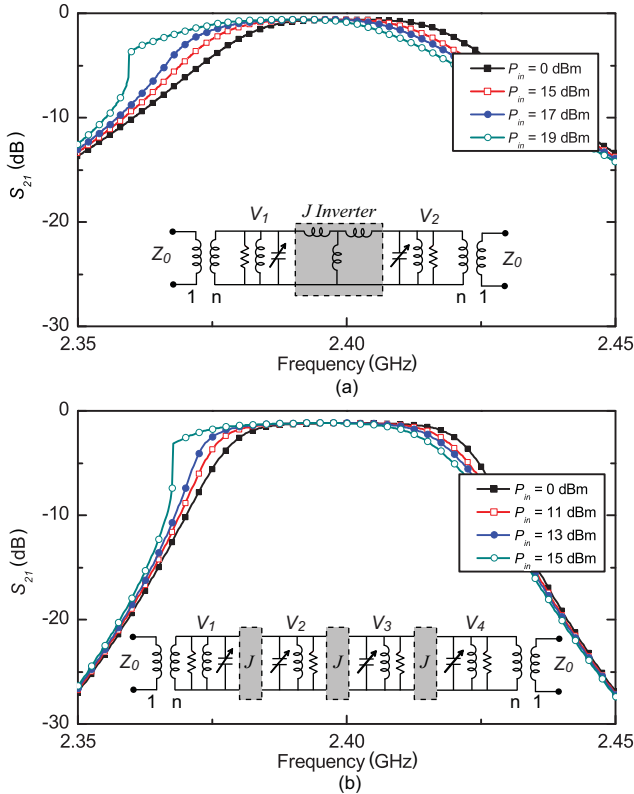 0
-10
-20
-30
S21 (dB)
Pin = 0 dBm
Pin = 15 dBm
Pin = 17 dBm
Pin = 19 dBm
V1
J Inverter
V2
Z0
Z0
1
n
n
1
2.35
2.40
2.45
Frequency (GHz)
(a)
0
-10
-20
-30
S21 (dB)
Pin = 0 dBm
Pin = 11 dBm
Pin = 13 dBm
Pin = 15 dBm
V1
V2
V3
V4
Z0
J
J
J
Z0
1
n
n
1
2.35
2.40
2.45
Frequency (GHz)
(b)